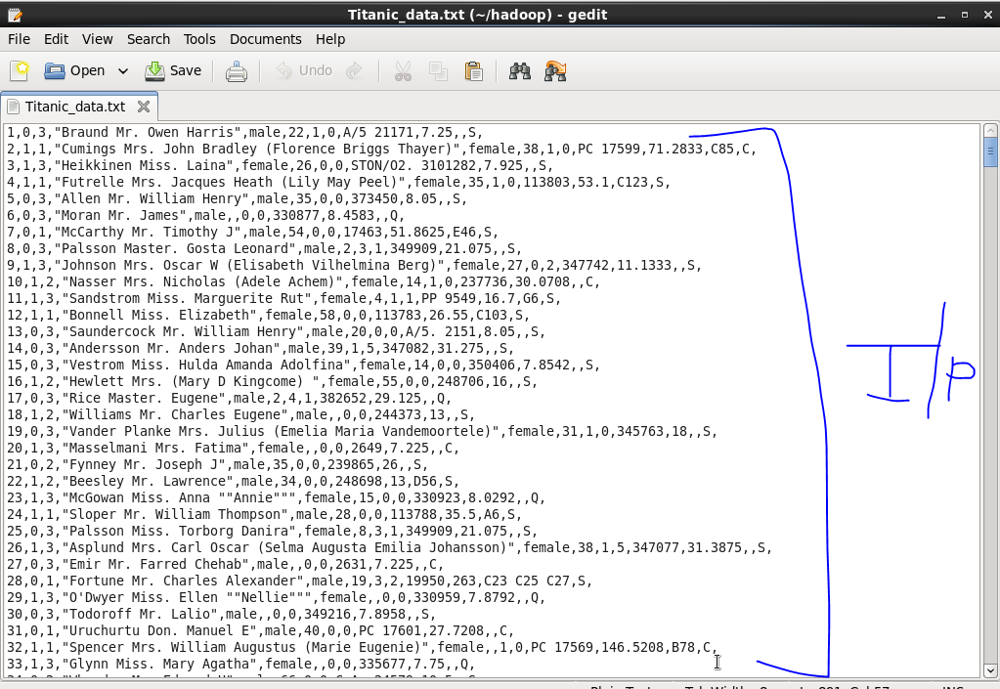 Titanic_data.txt (~/hadoop) - gedit
File Edit View Search Tools Documents Help
Open Save Undo
Titanic_data.txt
1,0,3,"Braund Mr. Owen Harris",male,22,1,0,A/5 21171,7.25,,S,
2,1,1,"Cumings Mrs. John Bradley (Florence Briggs Thayer)",female,38,1,0,PC 17599,71.2833,C85,C,
3,1,3,"Heikkinen Miss. Laina",female,26,0,0,STON/O2. 3101282,7.925,,S,
4,1,1,"Futrelle Mrs. Jacques Heath (Lily May Peel)",female,35,1,0,113803,53.1,C123,S,
5,0,3,"Allen Mr. William Henry",male,35,0,0,373450,8.05,,S,
6,0,3,"Moran Mr. James",male,,0,0,330877,8.4583,,Q,
7,0,1,"McCarthy Mr. Timothy J",male,54,0,0,17463,51.8625,E46,S,
8,0,3,"Palsson Master. Gosta Leonard",male,2,3,1,349909,21.075,,S,
9,1,3,"Johnson Mrs. Oscar W (Elisabeth Vilhelmina Berg)",female,27,0,2,347742,11.1333,,S,
10,1,2,"Nasser Mrs. Nicholas (Adele Achem)",female,14,1,0,237736,30.0708,,C,
11,1,3,"Sandstrom Miss. Marguerite Rut",female,4,1,1,PP 9549,16.7,G6,S,
12,1,1,"Bonnell Miss. Elizabeth",female,58,0,0,113783,26.55,C103,S,
13,0,3,"Saundercock Mr. William Henry",male,20,0,0,A/5. 2151,8.05,,S,
14,0,3,"Andersson Mr. Anders Johan",male,39,1,5,347082,31.275,,S,
15,0,3,"Vestrom Miss. Hulda Amanda Adolfina",female,14,0,0,350406,7.8542,,S,
16,1,2,"Hewlett Mrs. (Mary D Kingcome) ",female,55,0,0,248706,16,,S,
17,0,3,"Rice Master. Eugene",male,2,4,1,382652,29.125,,Q,
18,1,2,"Williams Mr. Charles Eugene",male,,0,0,244373,13,,S,
19,0,3,"Vander Planke Mrs. Julius (Emelia Maria Vandemoortele)",female,31,1,0,345763,18,,S,
20,1,3,"Masselmani Mrs. Fatima",female,,0,0,2649,7.225,,C,
21,0,2,"Fynney Mr. Joseph J",male,35,0,0,239865,26,,S,
22,1,2,"Beesley Mr. Lawrence",male,34,0,0,248698,13,D56,S,
23,1,3,"McGowan Miss. Anna ""Annie""",female,15,0,0,330923,8.0292,,Q,
24,1,1,"Sloper Mr. William Thompson",male,28,0,0,113788,35.5,A6,S,
25,0,3,"Palsson Miss. Torborg Danira",female,8,3,1,349909,21.075,,S,
26,1,3,"Asplund Mrs. Carl Oscar (Selma Augusta Emilia Johansson)",female,38,1,5,347077,31.3875,,S,
27,0,3,"Emir Mr. Farred Chehab",male,,0,0,2631,7.225,,C,
28,0,1,"Fortune Mr. Charles Alexander",male,19,3,2,19950,263,C23 C25 C27,S,
29,1,3,"O'Dwyer Miss. Ellen ""Nellie""",female,,0,0,330959,7.8792,,Q,
30,0,3,"Todoroff Mr. Lalio",male,,0,0,349216,7.8958,,S,
31,0,1,"Uruchurtu Don. Manuel E",male,40,0,0,PC 17601,27.7208,,C,
32,1,1,"Spencer Mrs. William Augustus (Marie Eugenie)",female,,1,0,PC 17569,146.5208,B78,C,
33,1,3,"Glynn Miss. Mary Agatha",female,,0,0,335677,7.75,,Q,
I/P